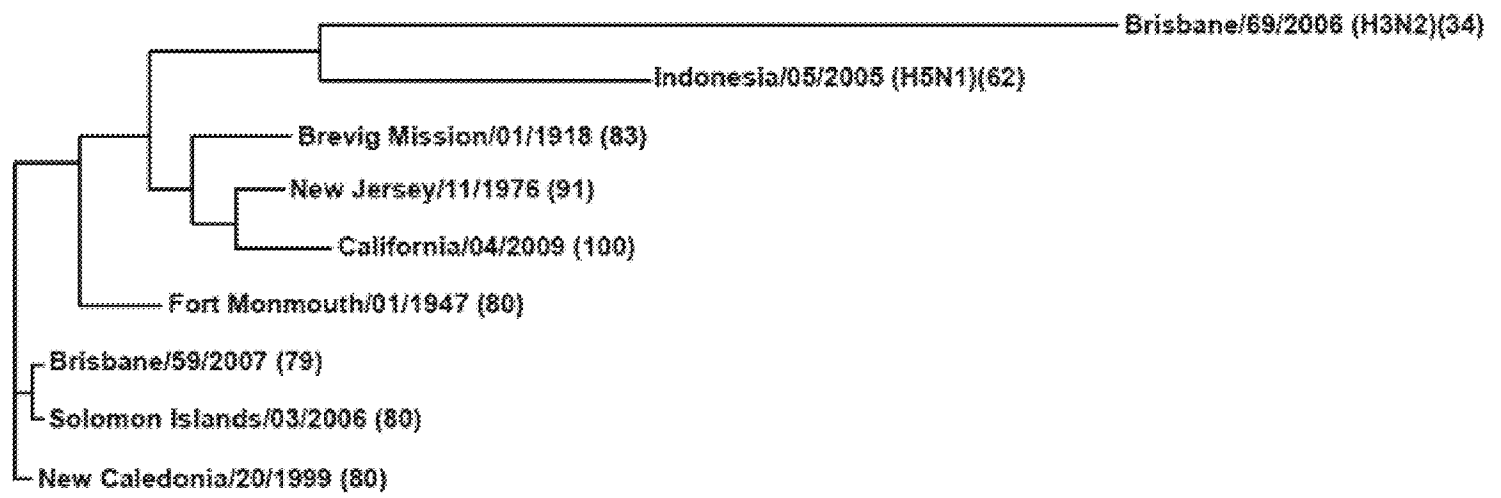 Brisbane/69/2006 (H3N2)(34)
Indonesia/05/2005 (H5N1)(62)
Brevig Mission/01/1918 (83)
New Jersey/11/1976 (91)
California/04/2009 (100)
Fort Monmouth/01/1947 (80)
Brisbane/59/2007 (79)
Solomon Islands/03/2006 (80)
New Caledonia/20/1999 (80)